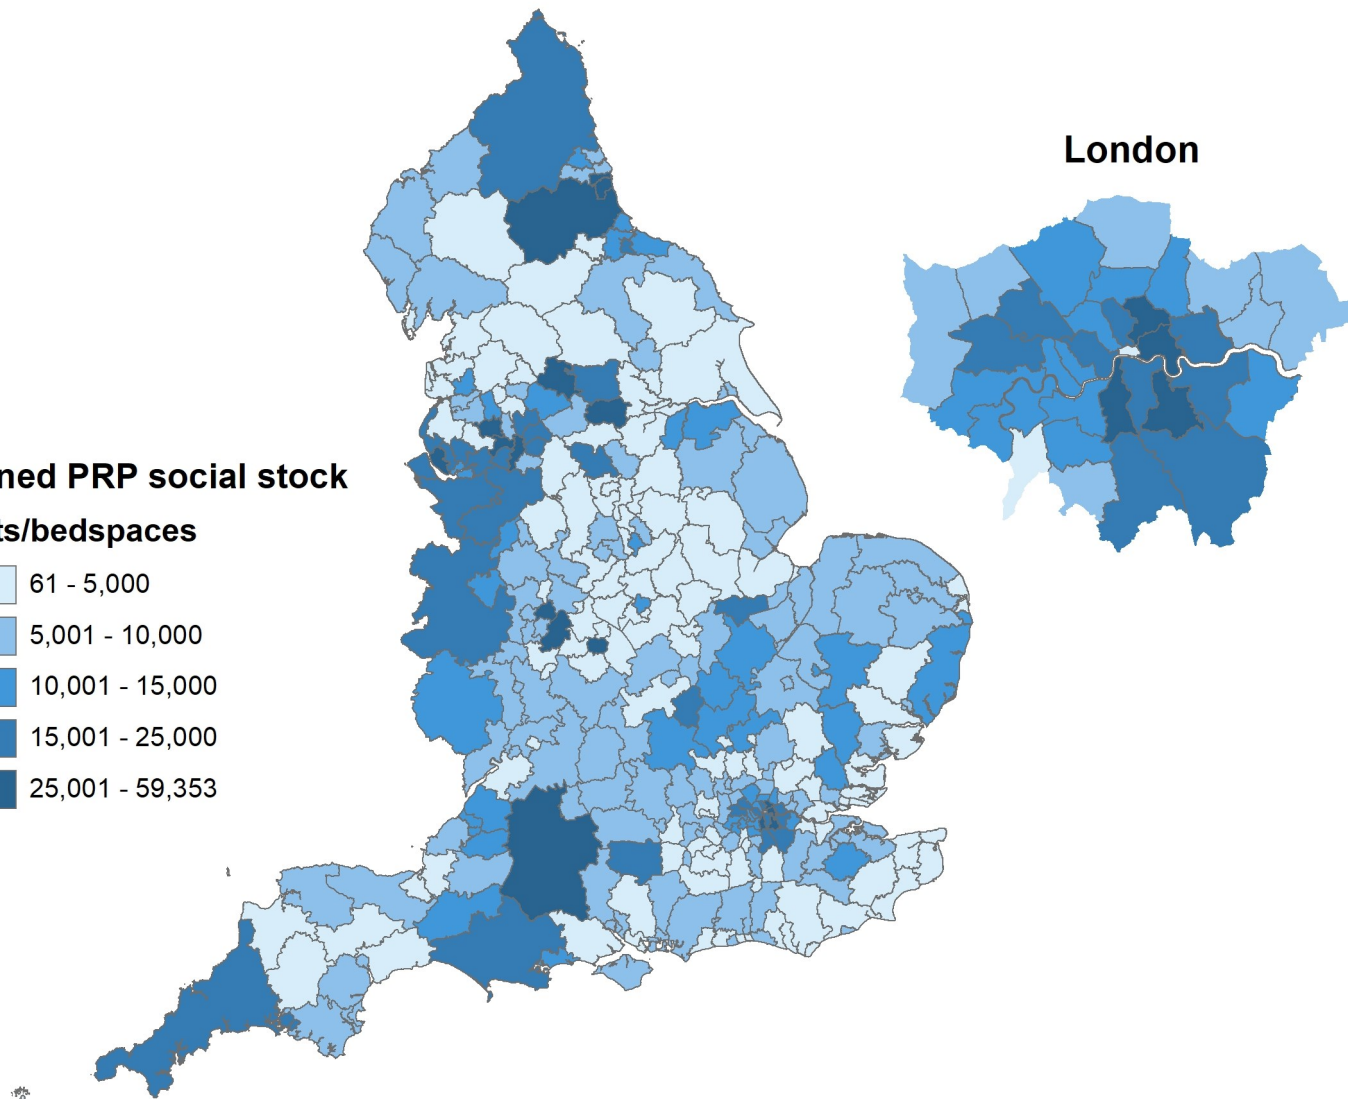 London
ned PRP social stock
ts/bedspaces
61 - 5,000
5,001 - 10,000
10,001 - 15,000
15,001 - 25,000
25,001 - 59,353